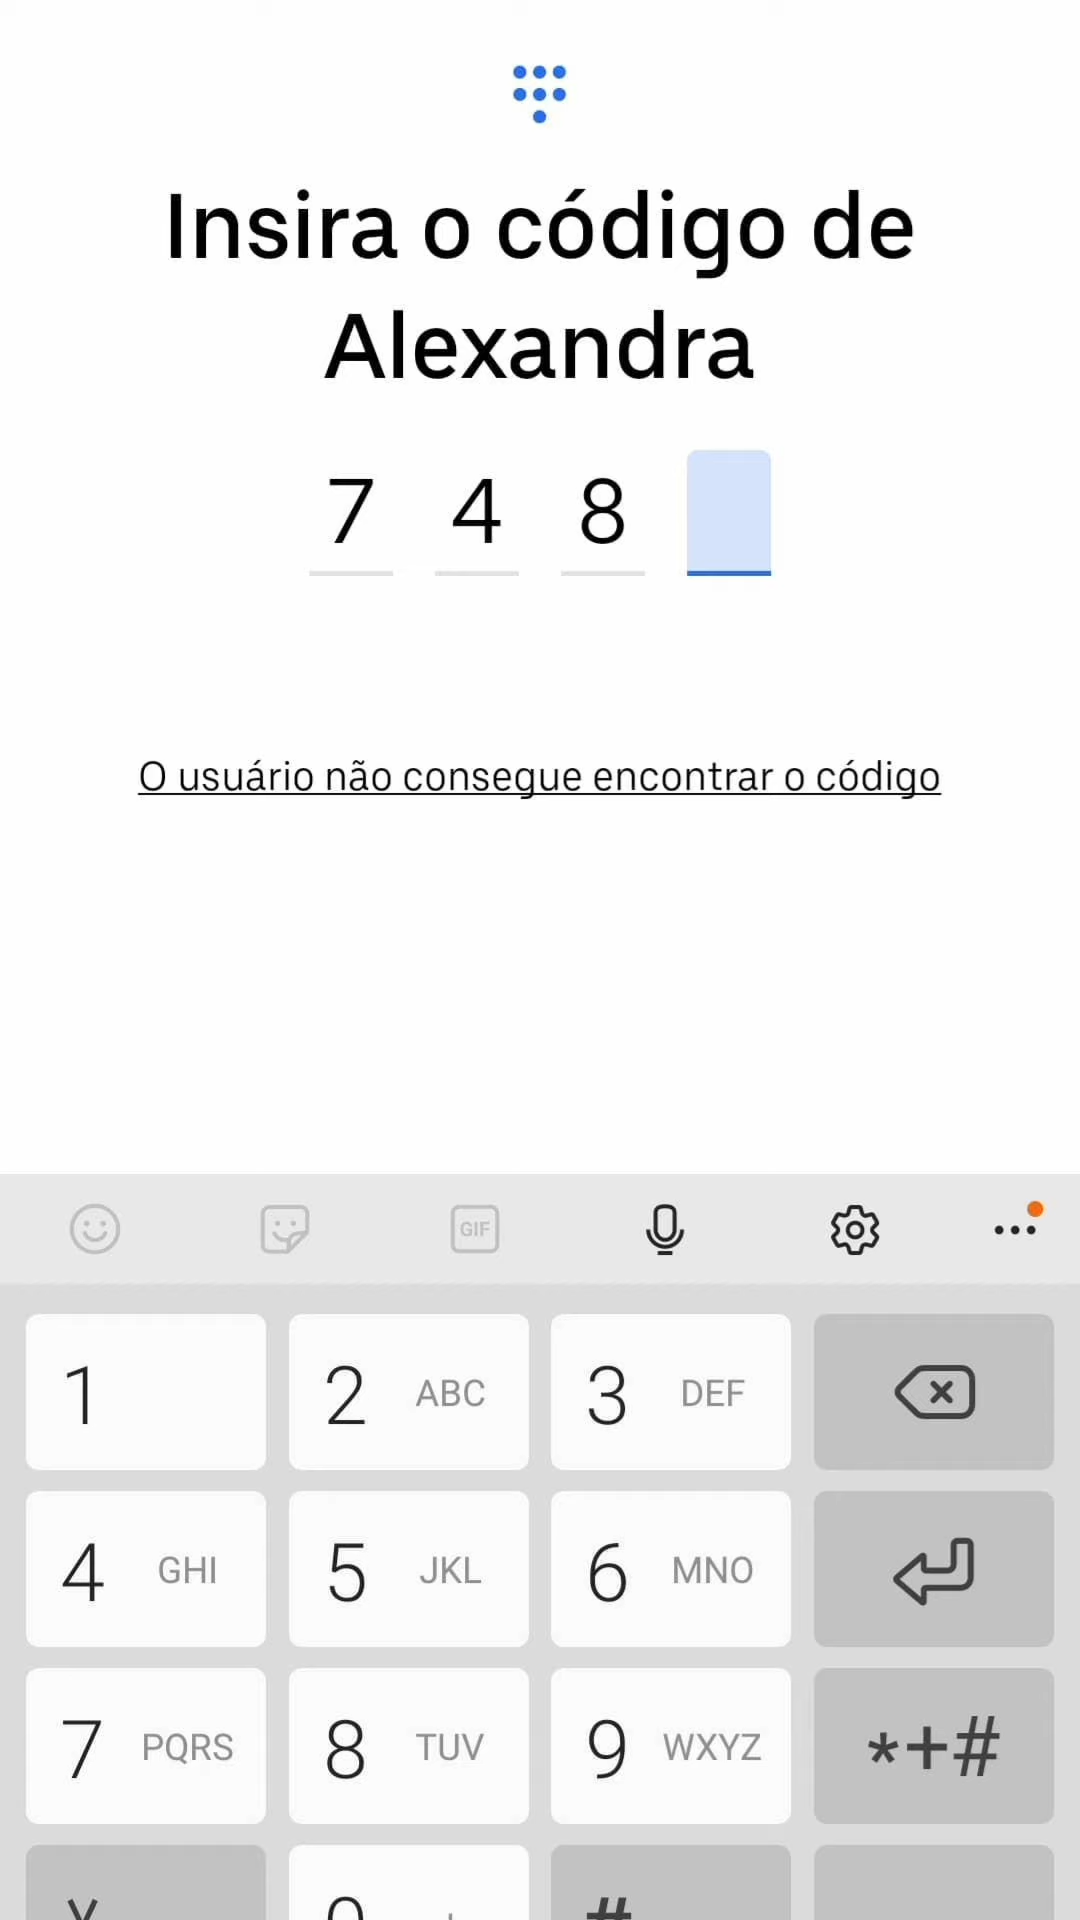 Insira o código de
Alexandra
7 4 8
O usuário não consegue encontrar o código
GIF
1
2 ABC
3 DEF
4 GHI
5 JKL
6 MNO
7 PQRS
8 TUV
9 WXYZ
*+#
0 +
#